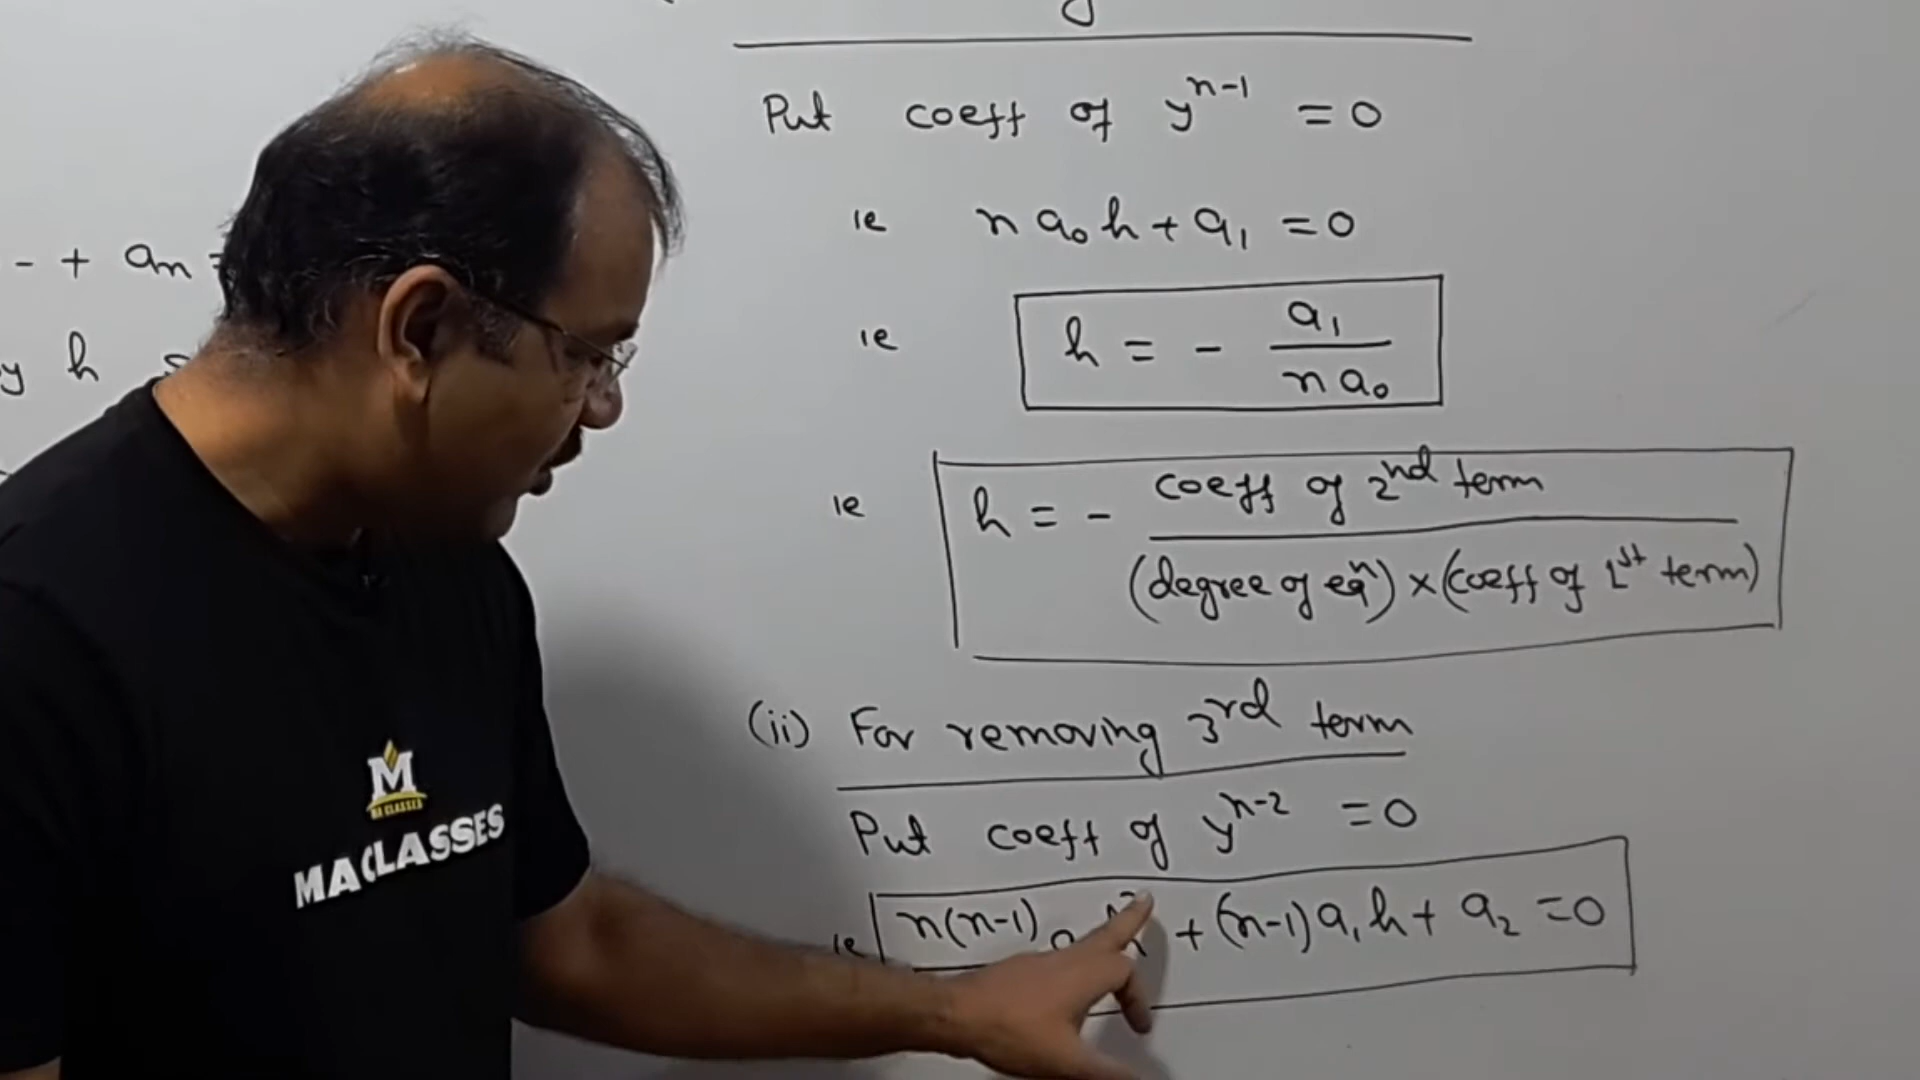 Put coeff of y^{n-1} = 0
- + an =
ie n a₀ h + a₁ = 0
ie h = - a₁ / n a₀
y h
ie h = - coeff of 2nd term / (degree of eqn) × (coeff of 1st term)
(ii) For removing 3rd term
Put coeff of y^{n-2} = 0
ie n(n-1) + (n-1) a₁ h + a₂ = 0
M
MA CLASSES
MA CLASSES